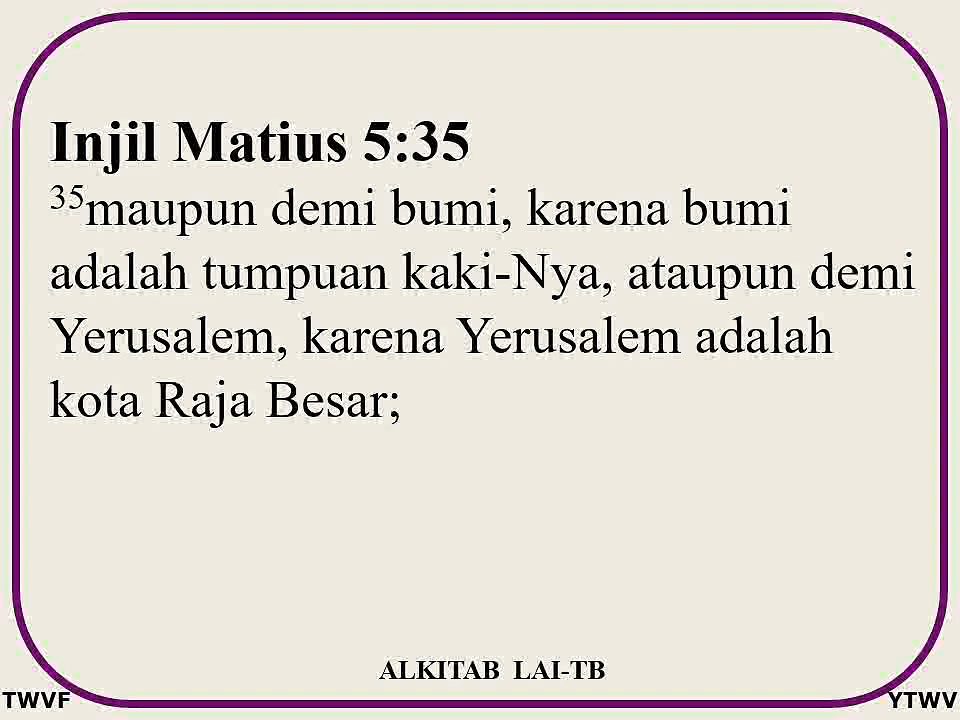 Injil Matius 5:35
35maupun demi bumi, karena bumi
adalah tumpuan kaki-Nya, ataupun demi
Yerusalem, karena Yerusalem adalah
kota Raja Besar;
ALKITAB LAI-TB
TWVF
YTWV